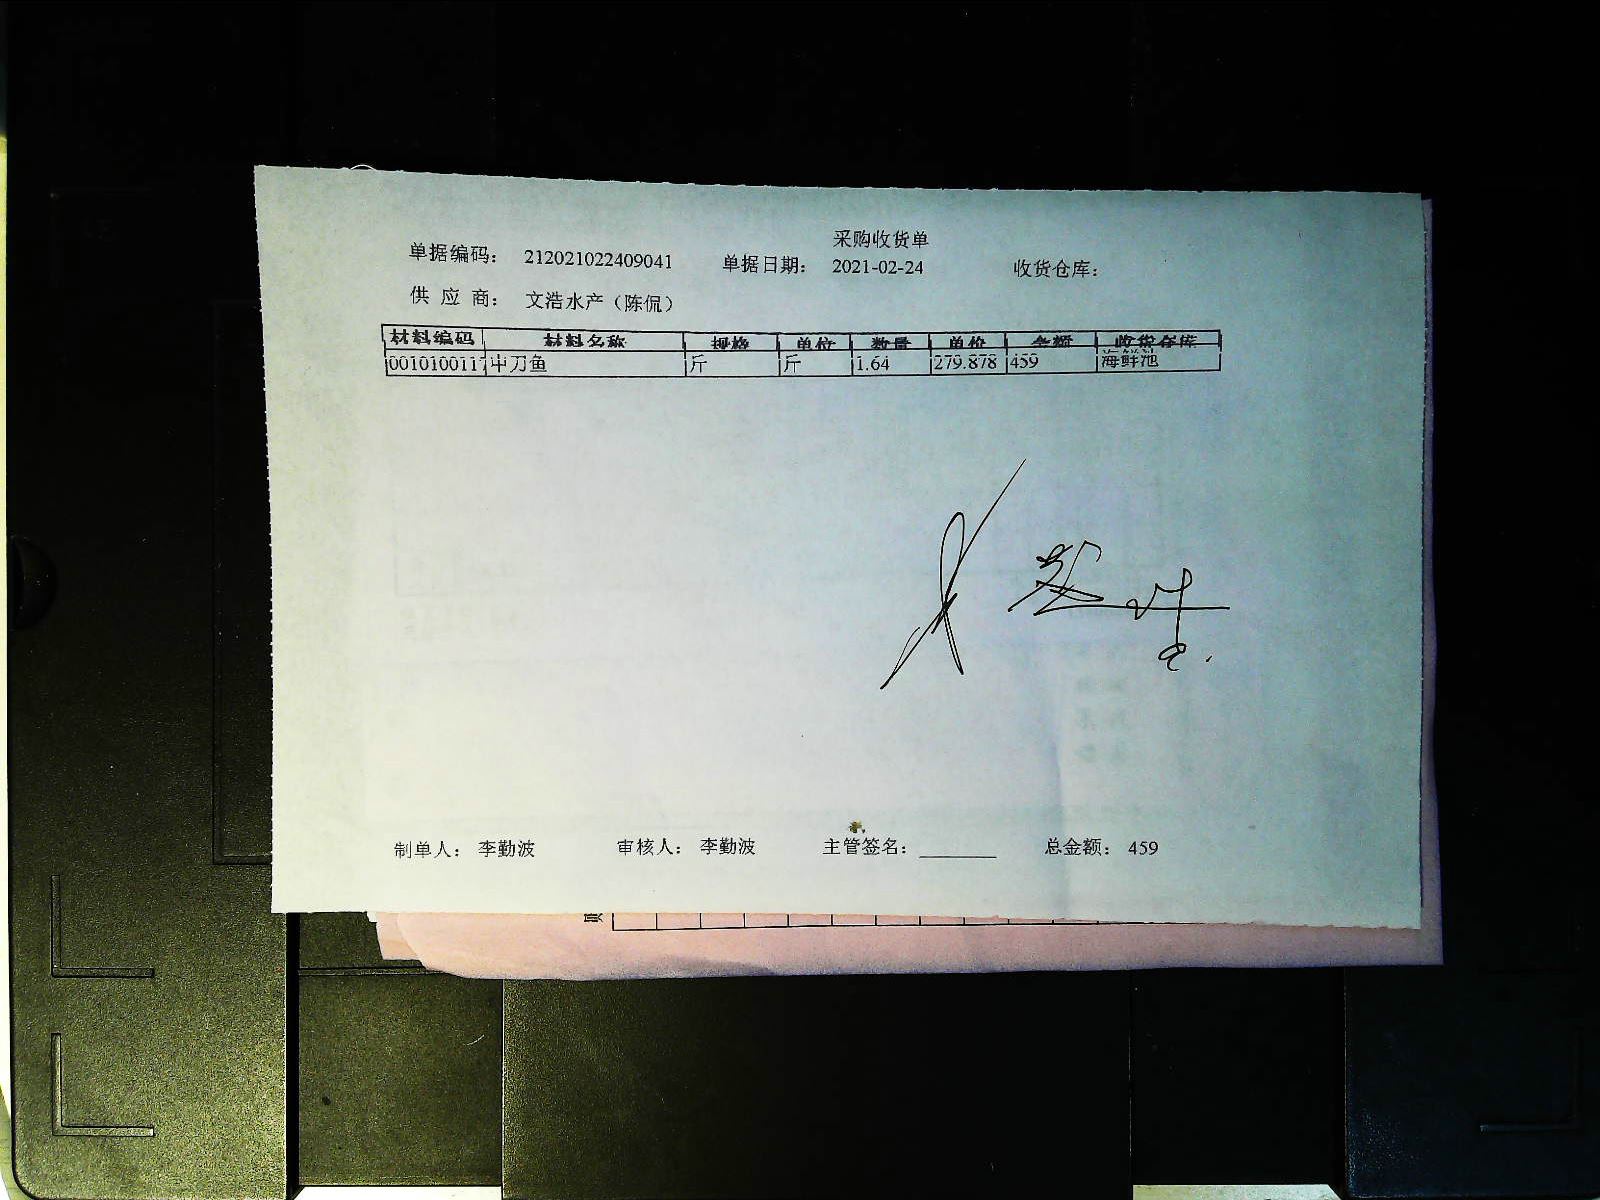 采购收货单
单据编码： 212021022409041 单据日期： 2021-02-24 收货仓库：
供 应 商： 文浩水产（陈侃）
材料编码 材料名称 规格 单位 数量 单价 金额 收货仓库
0010100117 中刀鱼 斤 斤 1.64 279.878 459 海鲜池
制单人： 李勤波 审核人： 李勤波 主管签名： 总金额： 459